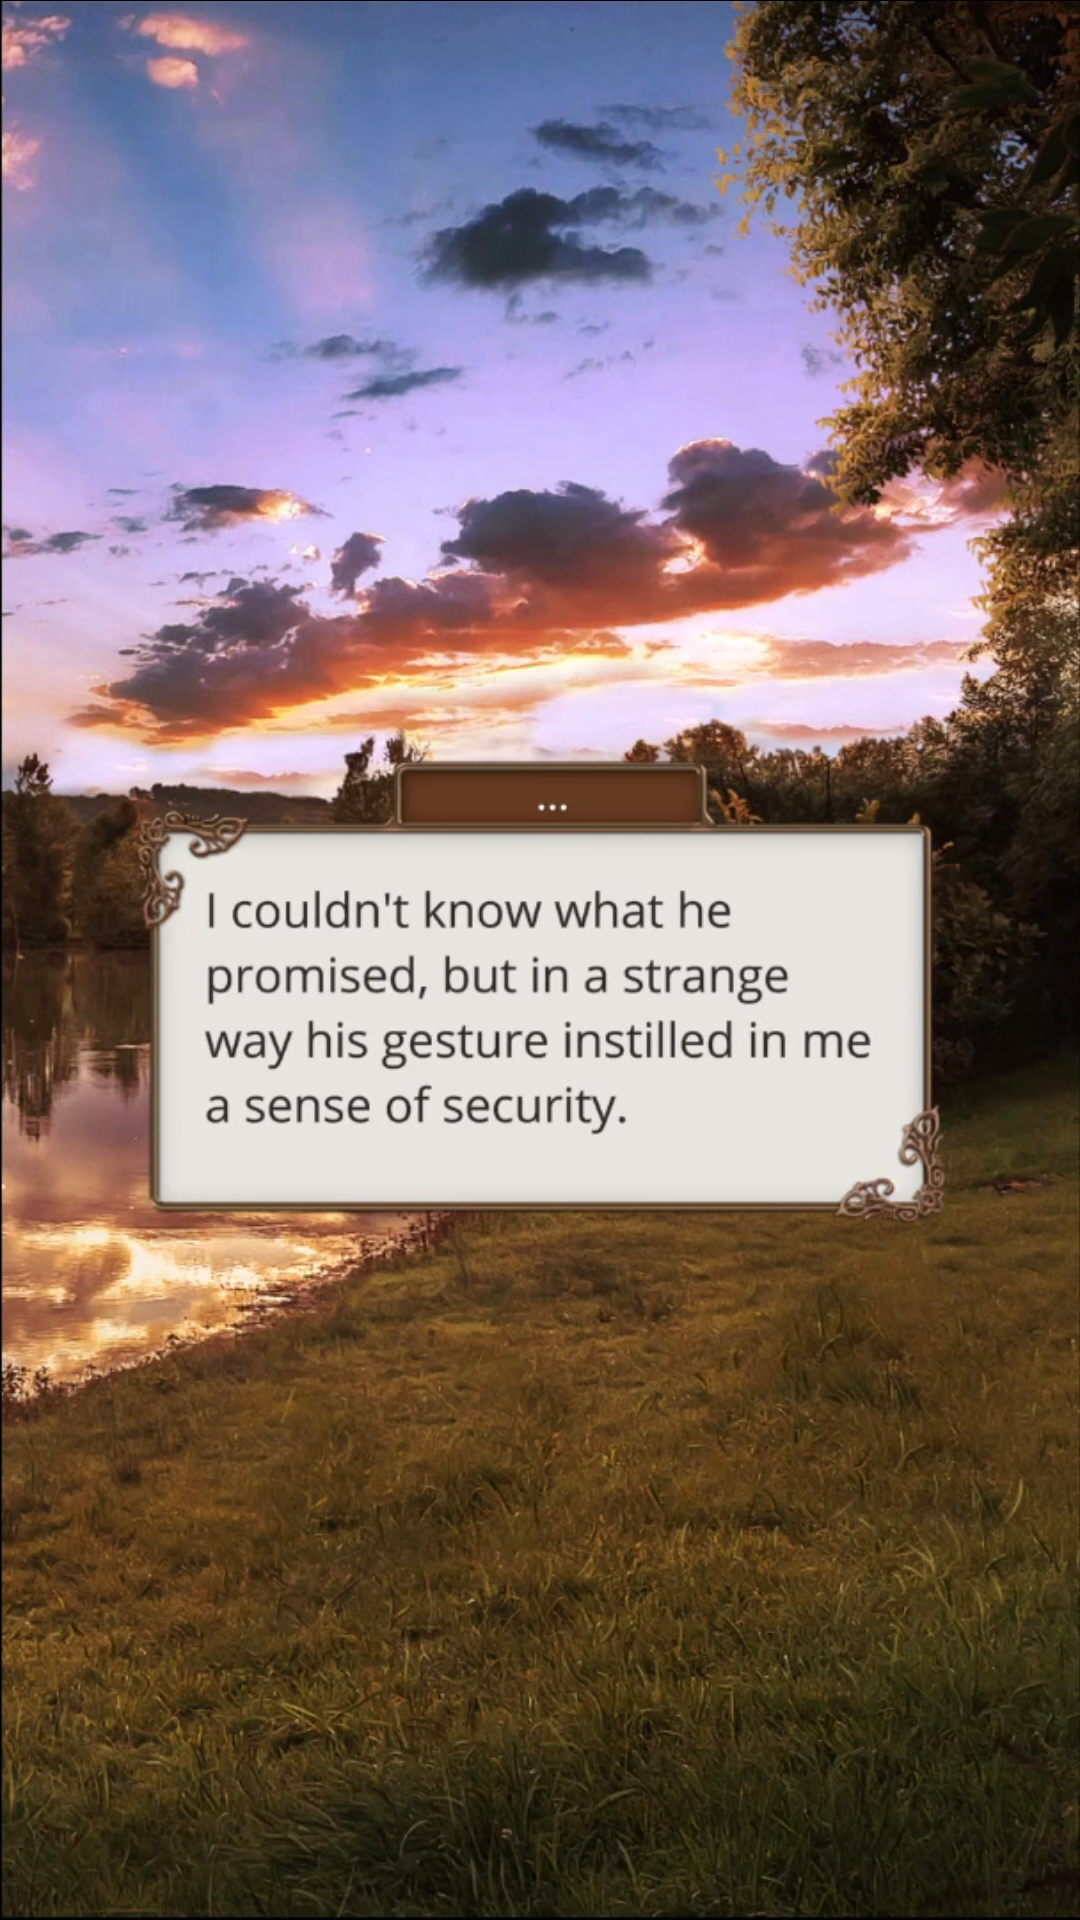 ...
I couldn't know what he
promised, but in a strange
way his gesture instilled in me
a sense of security.